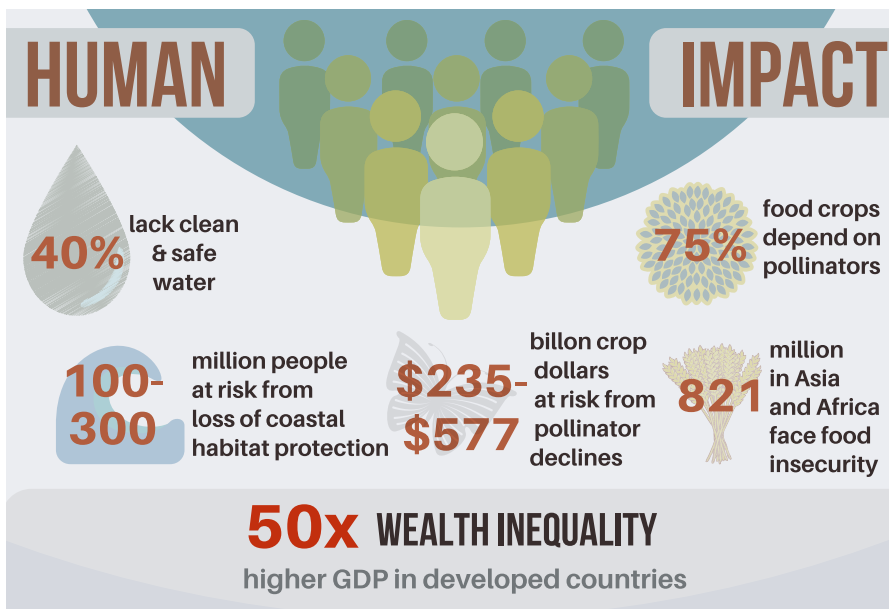 HUMAN IMPACT
40%
lack clean
& safe
water
75%
food crops
depend on
pollinators
100-
300
million people
at risk from
loss of coastal
habitat protection
$235-
$577
billon crop
dollars
at risk from
pollinator
declines
821
million
in Asia
and Africa
face food
insecurity
50x WEALTH INEQUALITY
higher GDP in developed countries